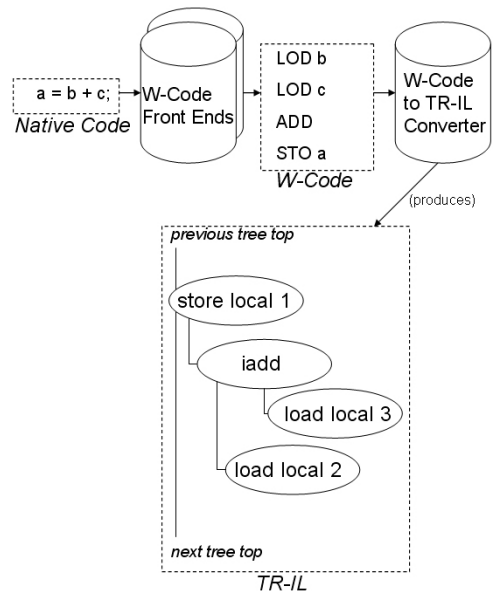 a = b + c;
Native Code
W-Code
Front Ends
LOD b
LOD c
ADD
STO a
W-Code
W-Code
to TR-IL
Converter
(produces)
previous tree top
store local 1
iadd
load local 3
load local 2
next tree top
TR-IL